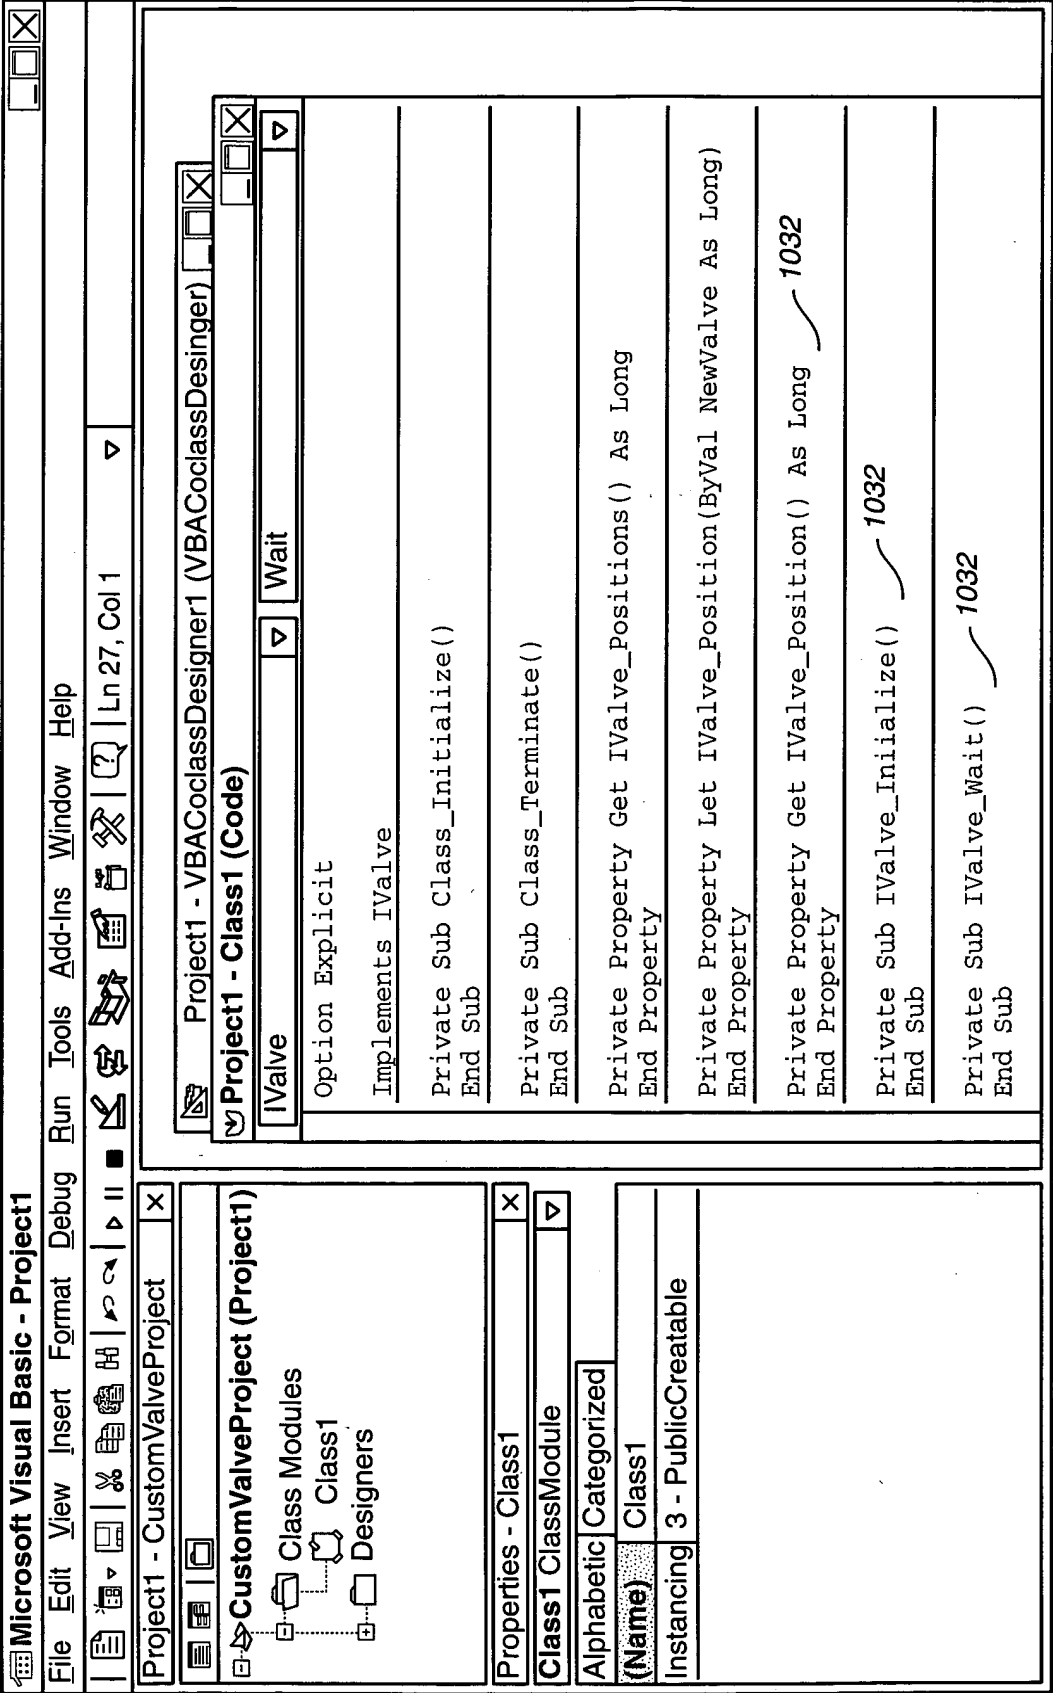 Microsoft Visual Basic - Project1
File Edit View Insert Format Debug Run Tools Add-Ins Window Help
? Ln 27, Col 1
Project1 - CustomValveProject
CustomValveProject (Project1)
Class Modules
Class1
Designers
Properties - Class1
Class1 ClassModule
Alphabetic Categorized
(Name) Class1
Instancing 3 - PublicCreatable
Project1 - VBACoclassDesigner1 (VBACoclassDesinger)
Project1 - Class1 (Code)
IValve Wait
Option Explicit
Implements IValve
Private Sub Class_Initialize()
End Sub
Private Sub Class_Terminate()
End Sub
Private Property Get IValve_Positions() As Long
End Property
Private Property Let IValve_Position(ByVal NewValve As Long)
End Property
Private Property Get IValve_Position() As Long 1032
End Property
Private Sub IValve_Iniialize() 1032
End Sub
Private Sub IValve_Wait() 1032
End Sub